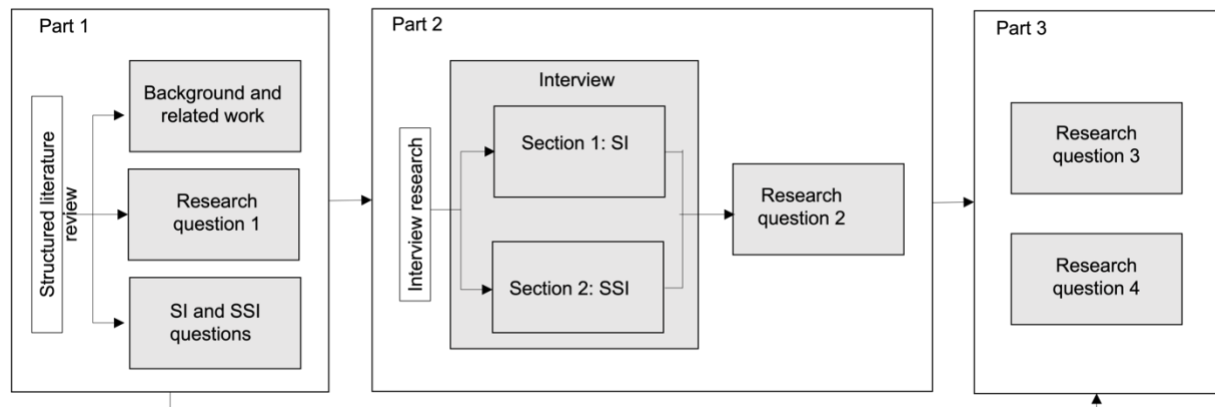 Part 1
Structured literature
review
Background and
related work
Research
question 1
SI and SSI
questions
Part 2
Interview research
Interview
Section 1: SI
Section 2: SSI
Research
question 2
Part 3
Research
question 3
Research
question 4